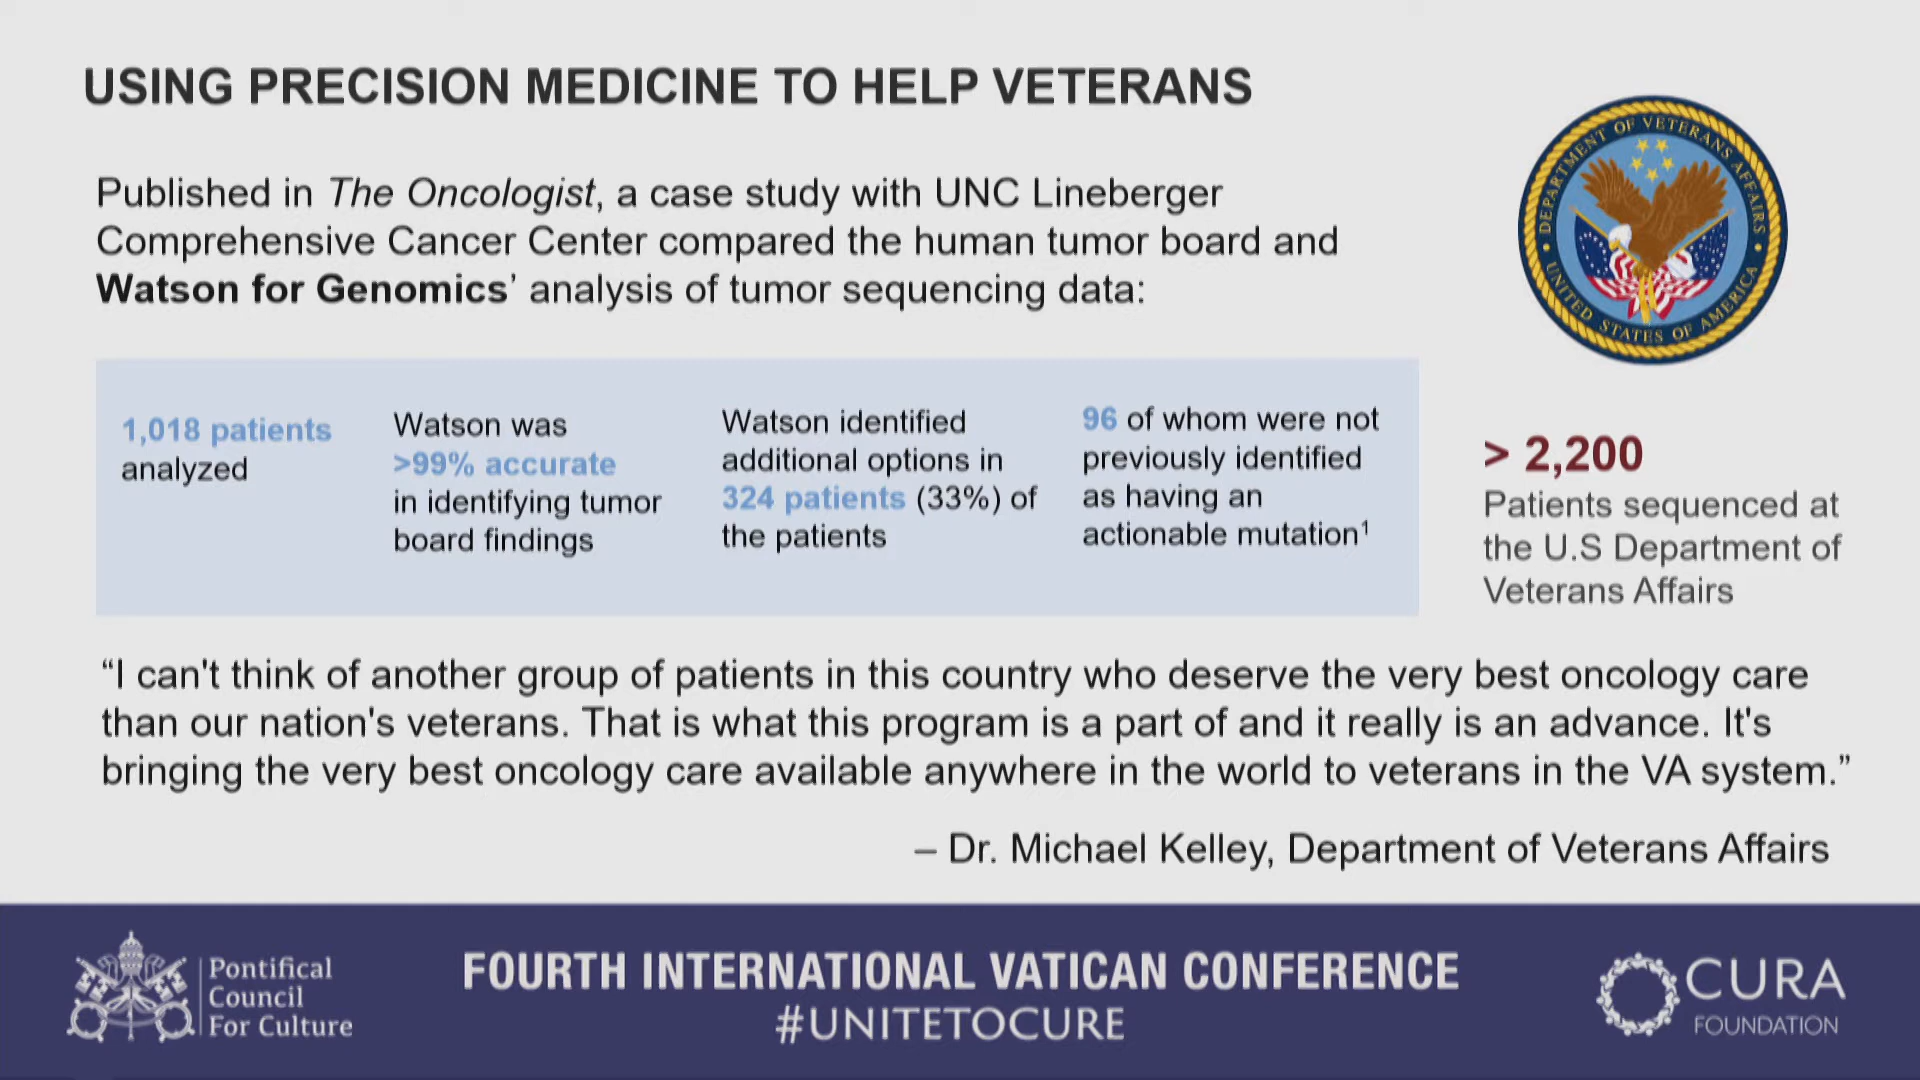 USING PRECISION MEDICINE TO HELP VETERANS
Published in The Oncologist, a case study with UNC Lineberger
Comprehensive Cancer Center compared the human tumor board and
Watson for Genomics’ analysis of tumor sequencing data:
DEPARTMENT OF VETERANS AFFAIRS
UNITED STATES OF AMERICA
1,018 patients
analyzed
Watson was
>99% accurate
in identifying tumor
board findings
Watson identified
additional options in
324 patients (33%) of
the patients
96 of whom were not
previously identified
as having an
actionable mutation¹
> 2,200
Patients sequenced at
the U.S Department of
Veterans Affairs
“I can't think of another group of patients in this country who deserve the very best oncology care
than our nation's veterans. That is what this program is a part of and it really is an advance. It's
bringing the very best oncology care available anywhere in the world to veterans in the VA system.”
– Dr. Michael Kelley, Department of Veterans Affairs
Pontifical
Council
For Culture
FOURTH INTERNATIONAL VATICAN CONFERENCE
#UNITETOCURE
CURA
FOUNDATION